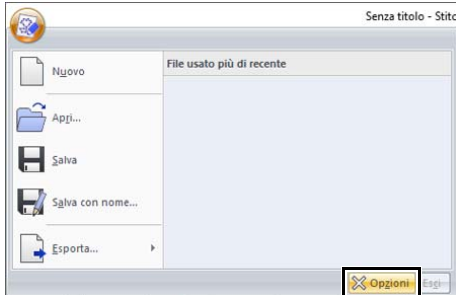 Senza titolo - Stitc
Nuovo
File usato più di recente
Apri...
Salva
Salva con nome...
Esporta...
Opzioni
Esci